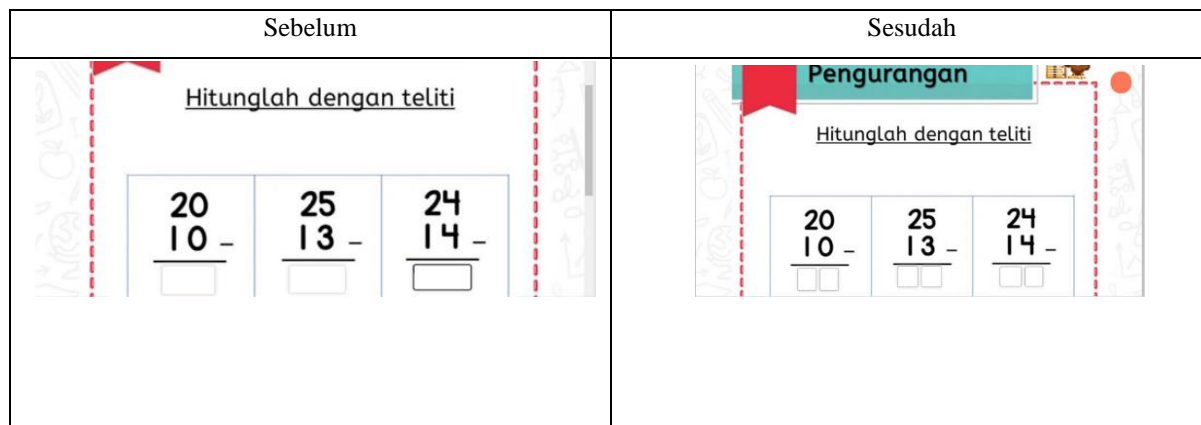 Sebelum
Sesudah
Hitunglah dengan teliti
20 25 24
10 - 13 - 14 -
Pengurangan
Hitunglah dengan teliti
20 25 24
10 - 13 - 14 -